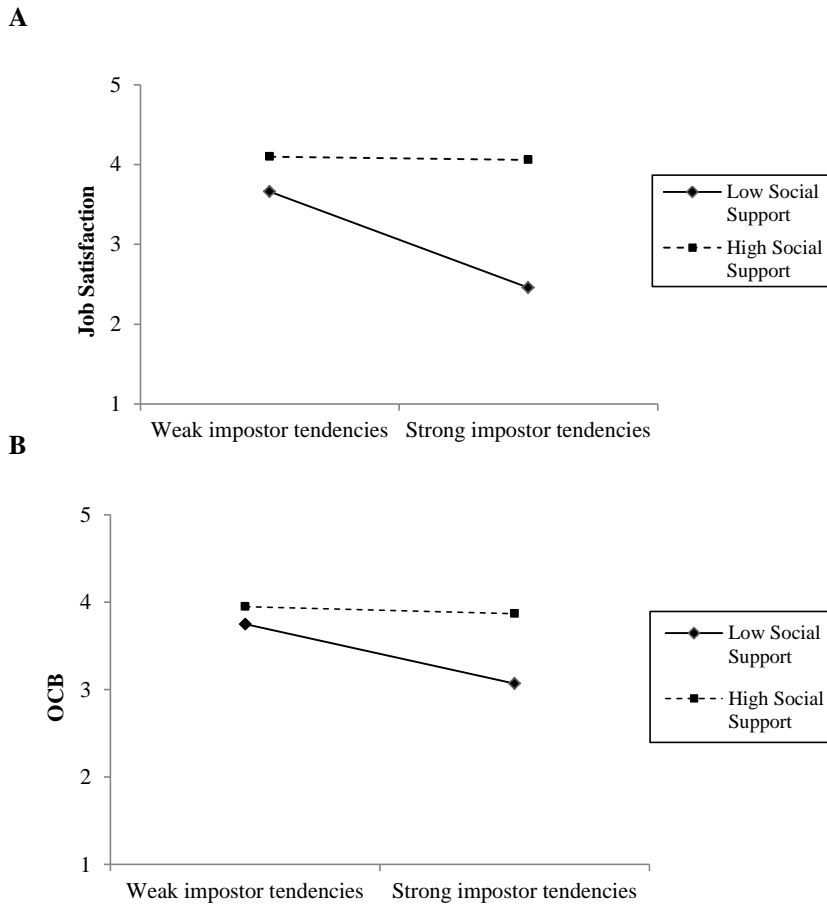 A
5
4
3
2
1
Job Satisfaction
Weak impostor tendencies
Strong impostor tendencies
Low Social
Support
High Social
Support
B
5
4
3
2
1
OCB
Weak impostor tendencies
Strong impostor tendencies
Low Social
Support
High Social
Support